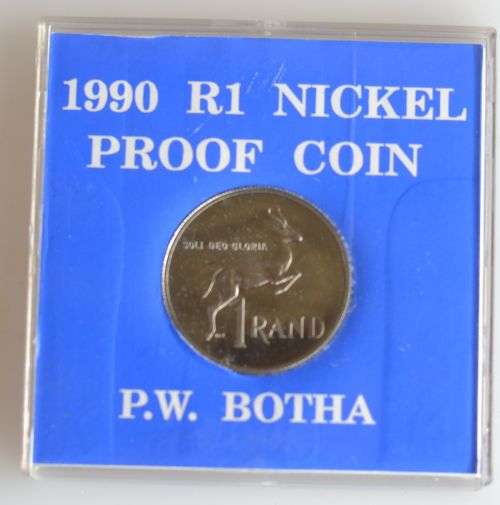 1990 R1 NICKEL
PROOF COIN
SOLI DEO GLORIA
1 RAND
P.W. BOTHA